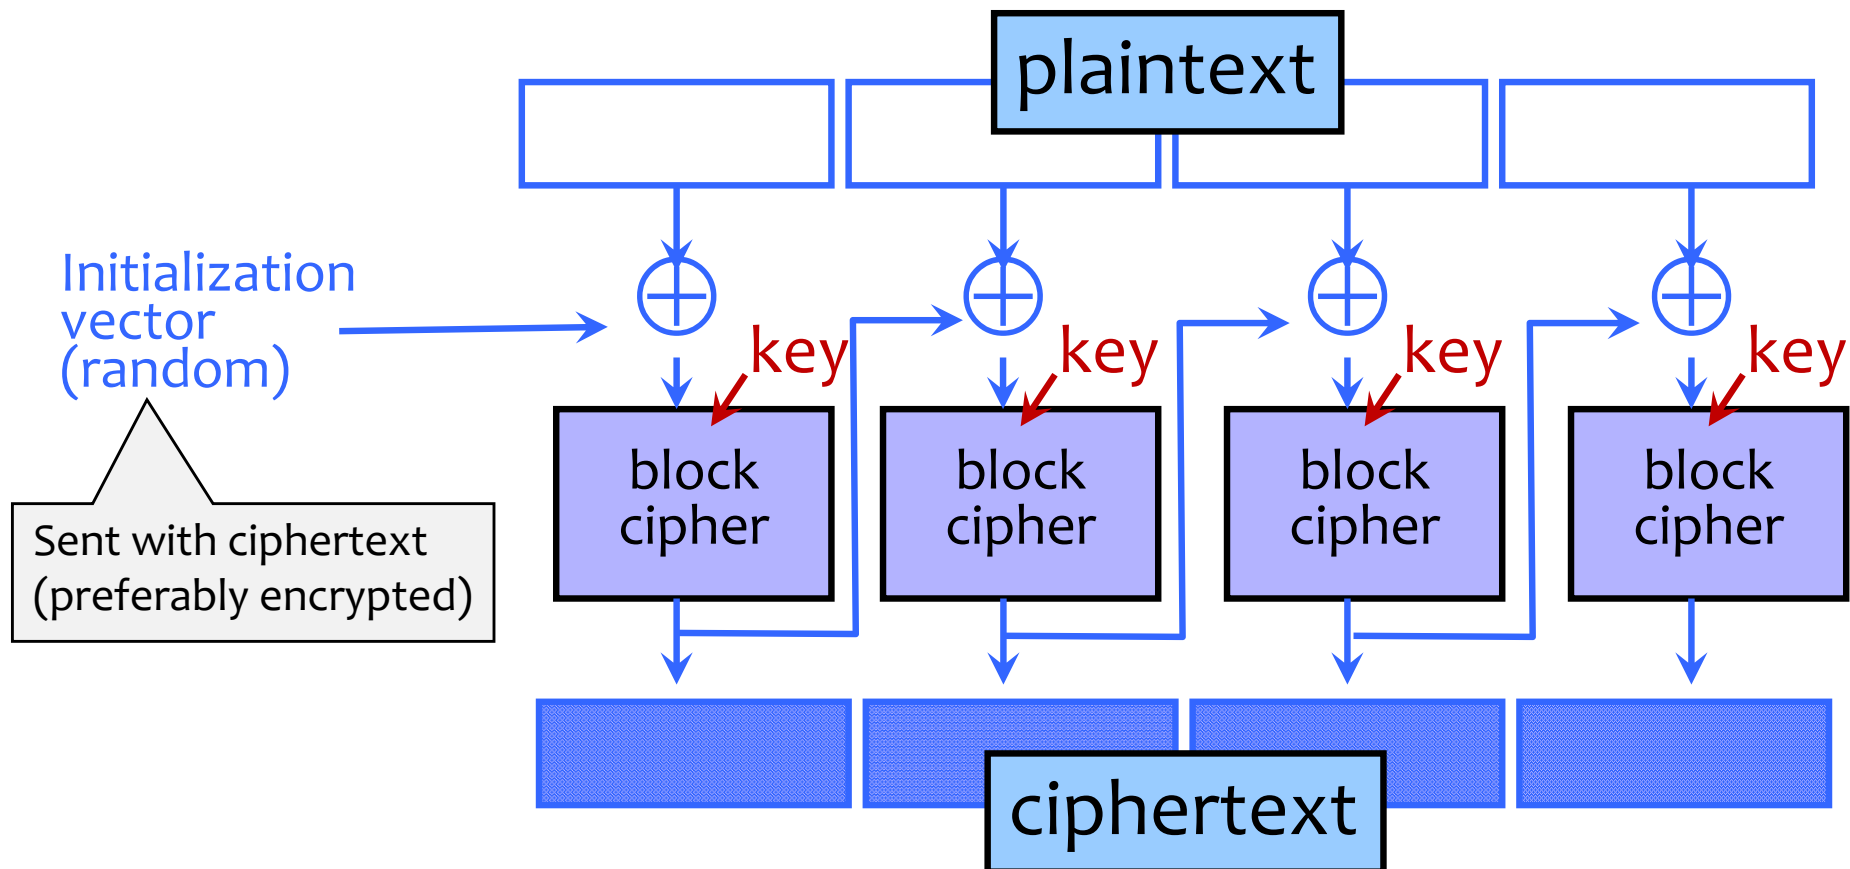 plaintext
Initialization
vector
(random)
key
key
key
key
block
cipher
block
cipher
block
cipher
block
cipher
Sent with ciphertext
(preferably encrypted)
ciphertext